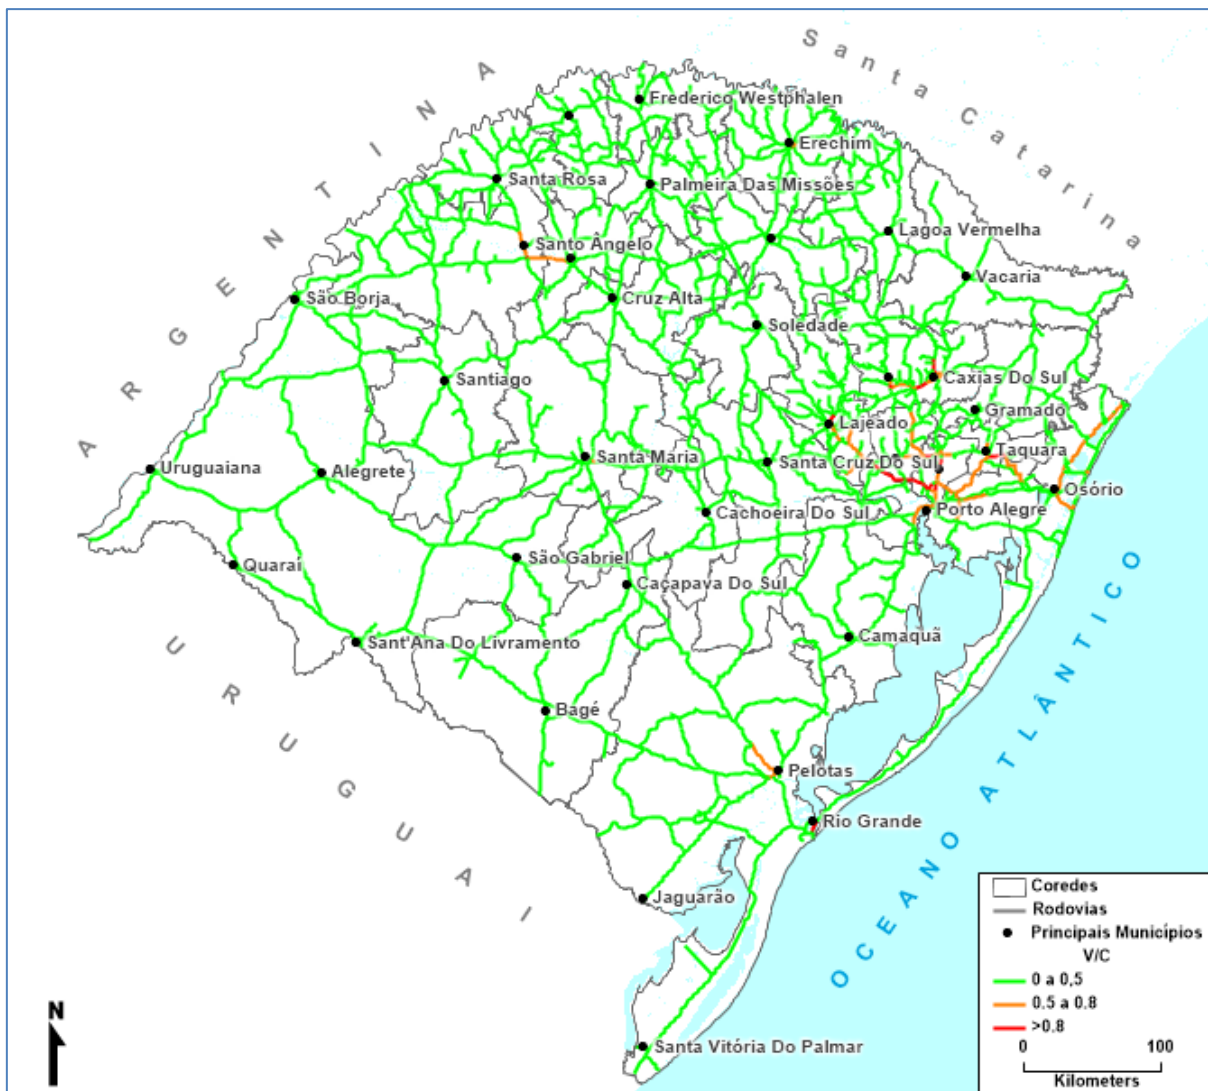 Santa Catarina
ARGENTINA
Frederico Westphalen
Erechim
Santa Rosa
Palmeira Das Missões
Lagoa Vermelha
Santo Ângelo
Vacaria
São Borja
Cruz Alta
Soledade
Santiago
Caxias Do Sul
Gramado
Lajeado
Taquara
Uruguaiana
Alegrete
Santa Maria
Santa Cruz Do Sul
Osório
Cachoeira Do Sul
Porto Alegre
Quaraí
São Gabriel
Caçapava Do Sul
Sant'Ana Do Livramento
Camaquã
URUGUAI
Bagé
OCEANO ATLÂNTICO
Pelotas
Rio Grande
Jaguarão
Santa Vitória Do Palmar
N
Coredes
Rodovias
Principais Municípios
V/C
0 a 0,5
0.5 a 0.8
>0.8
0 100
Kilometers